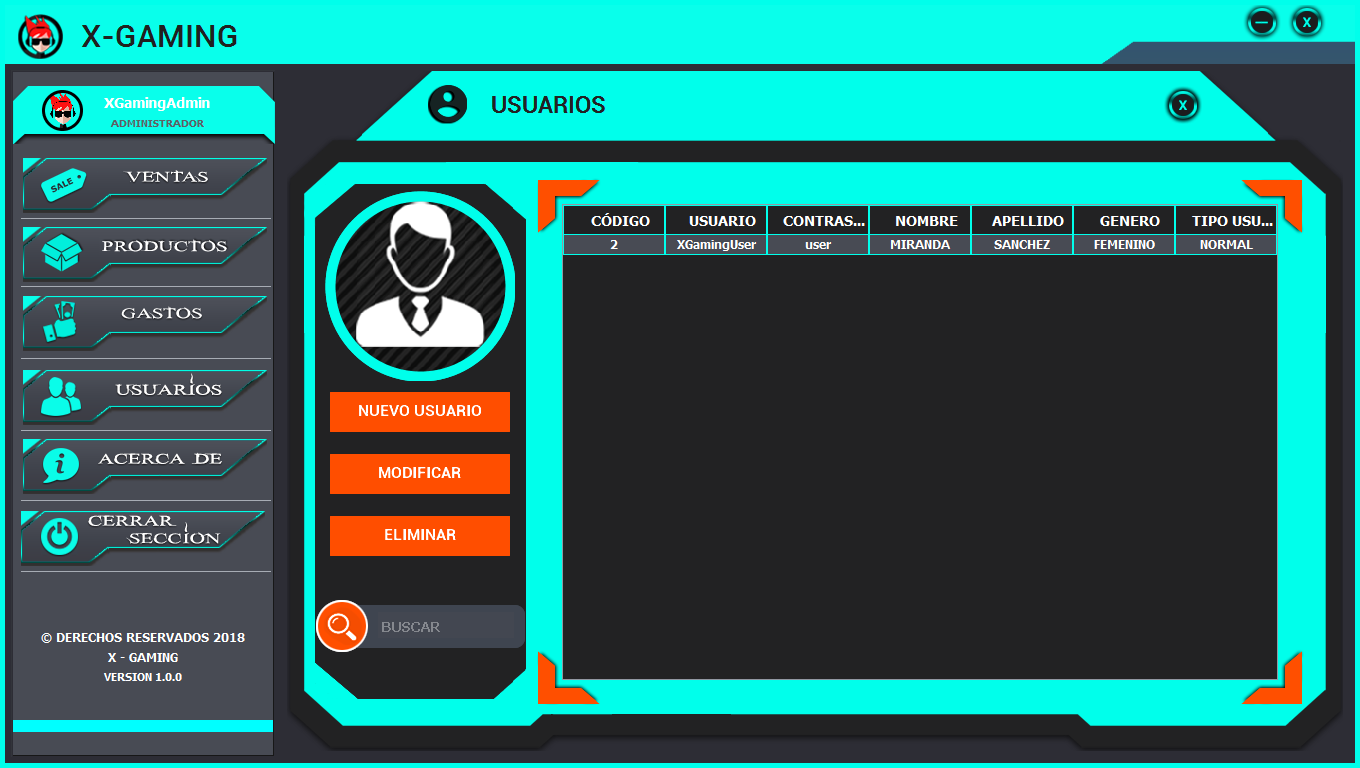 X-GAMING
X
XGamingAdmin
ADMINISTRADOR
VENTAS
SALE
PRODUCTOS
GASTOS
USUARIOS
ACERCA DE
CERRAR
SECCION
© DERECHOS RESERVADOS 2018
X - GAMING
VERSION 1.0.0
USUARIOS
X
NUEVO USUARIO
MODIFICAR
ELIMINAR
BUSCAR
CÓDIGO USUARIO CONTRAS... NOMBRE APELLIDO GENERO TIPO USU...
2 XGamingUser user MIRANDA SANCHEZ FEMENINO NORMAL